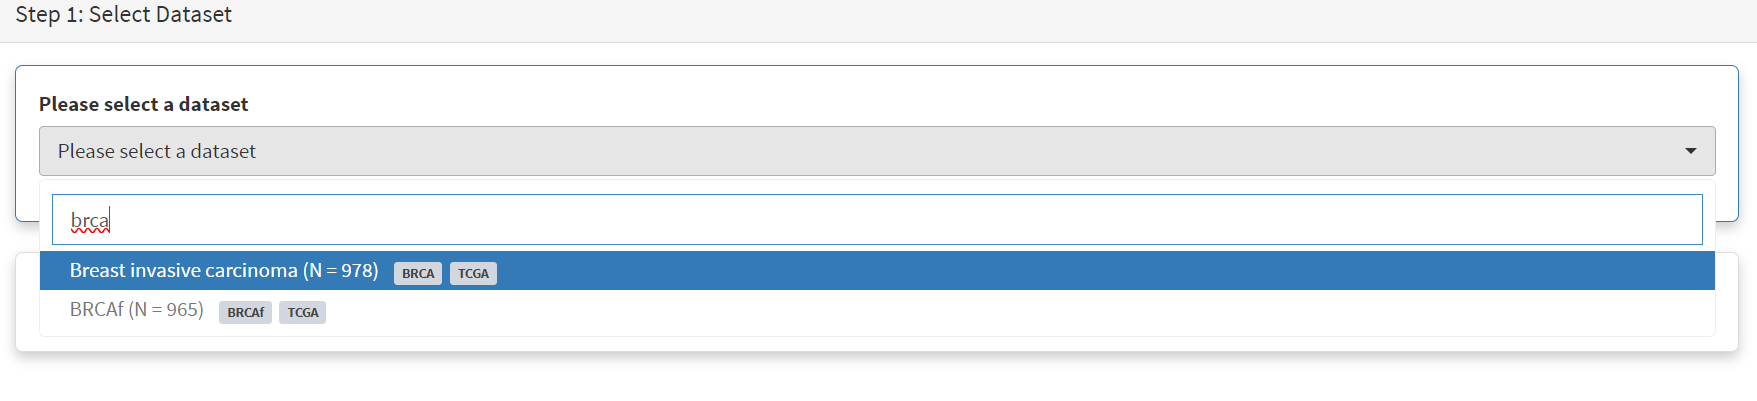 Step 1: Select Dataset
Please select a dataset
Please select a dataset
brca
Breast invasive carcinoma (N = 978) BRCA TCGA
BRCAf (N = 965) BRCAf TCGA